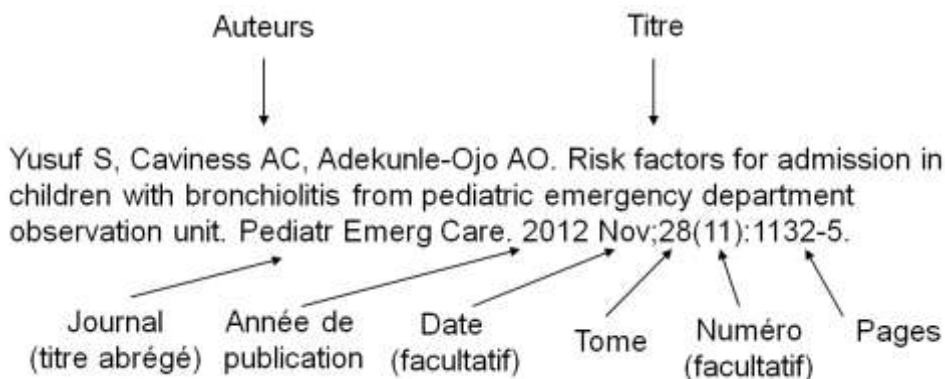 Auteurs Titre
Yusuf S, Caviness AC, Adekunle-Ojo AO. Risk factors for admission in
children with bronchiolitis from pediatric emergency department
observation unit. Pediatr Emerg Care. 2012 Nov;28(11):1132-5.
Journal
(titre abrégé)
Année de
publication
Date
(facultatif)
Tome
Numéro
(facultatif)
Pages